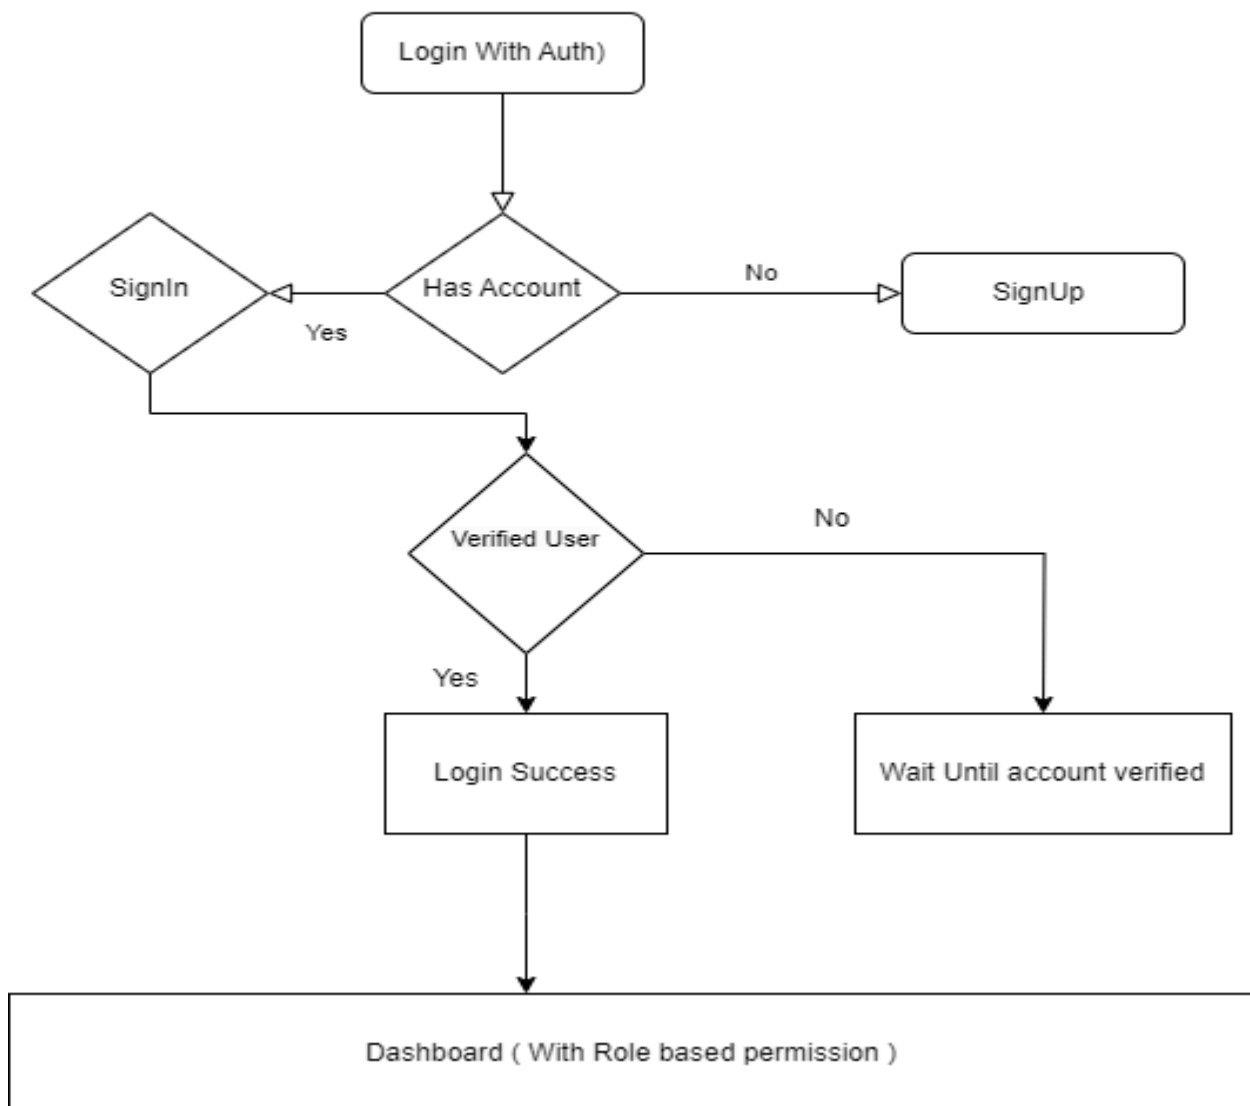 Login With Auth)
SignIn
Has Account
No
SignUp
Yes
Verified User
No
Yes
Login Success
Wait Until account verified
Dashboard ( With Role based permission )